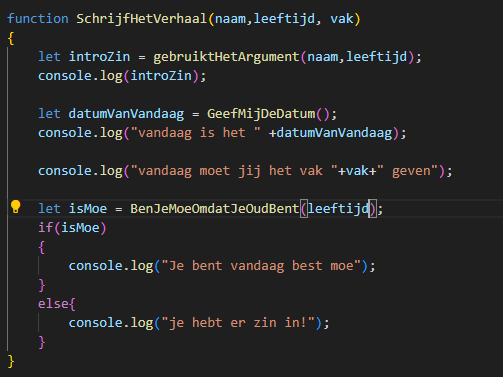 function SchrijfHetVerhaal(naam,leeftijd, vak)
{
let introZin = gebruiktHetArgument(naam,leeftijd);
console.log(introZin);
let datumVanVandaag = GeefMijDeDatum();
console.log("vandaag is het " +datumVanVandaag);
console.log("vandaag moet jij het vak "+vak+" geven");
let isMoe = BenJeMoeOmdatJeOudBent(leeftijd);
if(isMoe)
{
console.log("Je bent vandaag best moe");
}
else{
console.log("je hebt er zin in!");
}
}